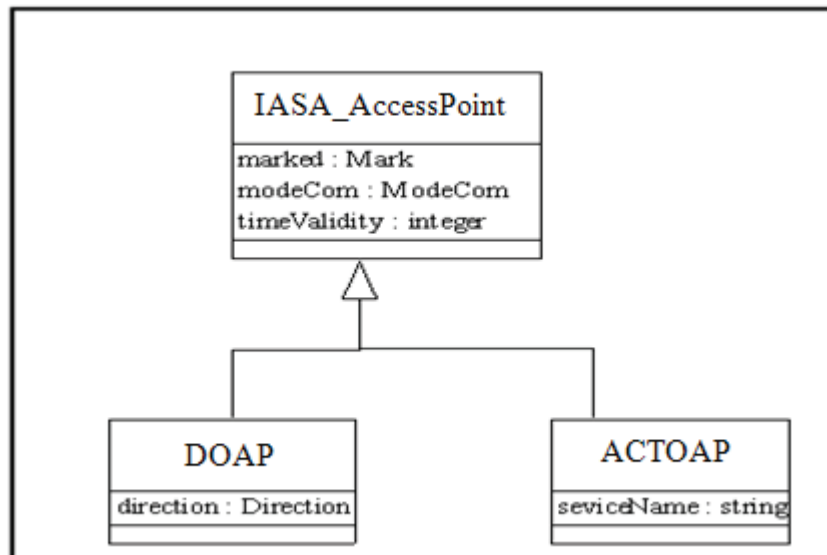 IASA_AccessPoint
marked : Mark
modeCom : ModeCom
timeValidity : integer
DOAP
direction : Direction
ACTOAP
seviceName : string